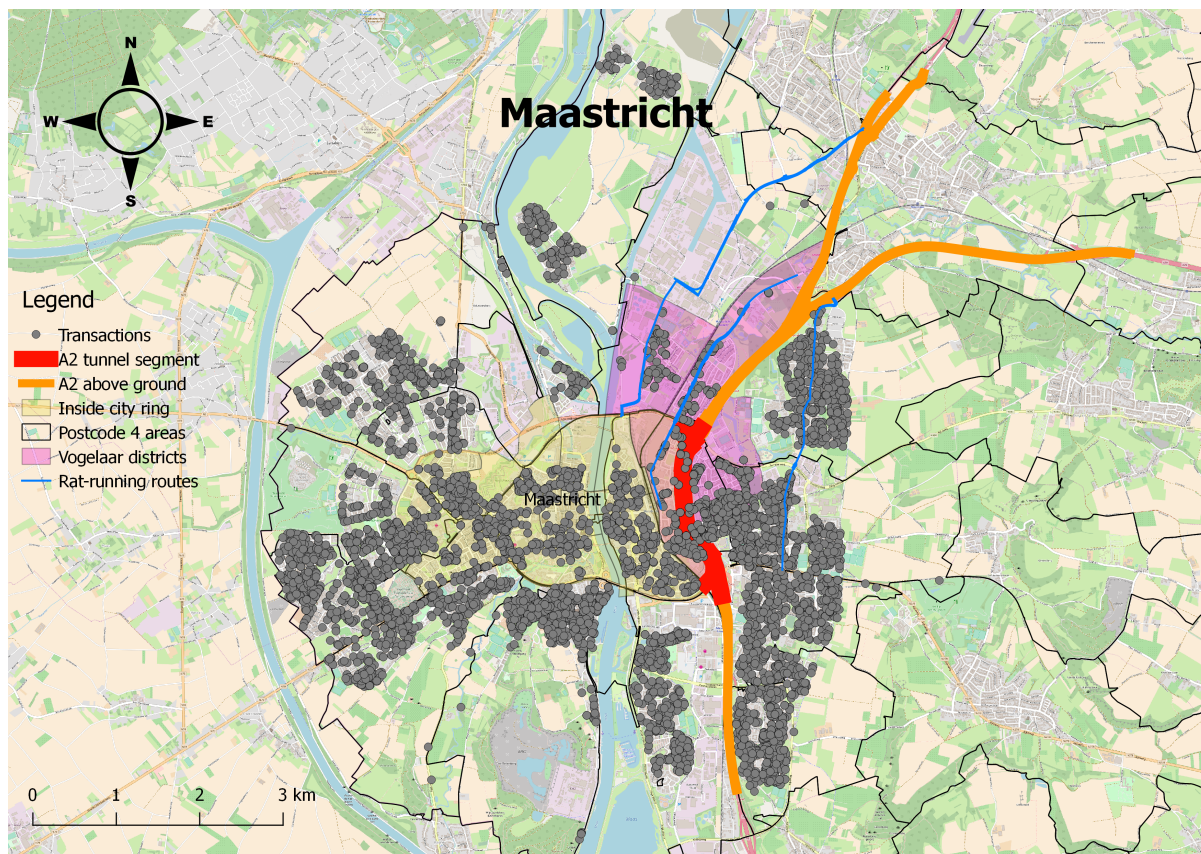 Maastricht
N
W
E
S
Legend
Transactions
A2 tunnel segment
A2 above ground
Inside city ring
Postcode 4 areas
Vogelaar districts
Rat-running routes
Maastricht
0 1 2 3 km